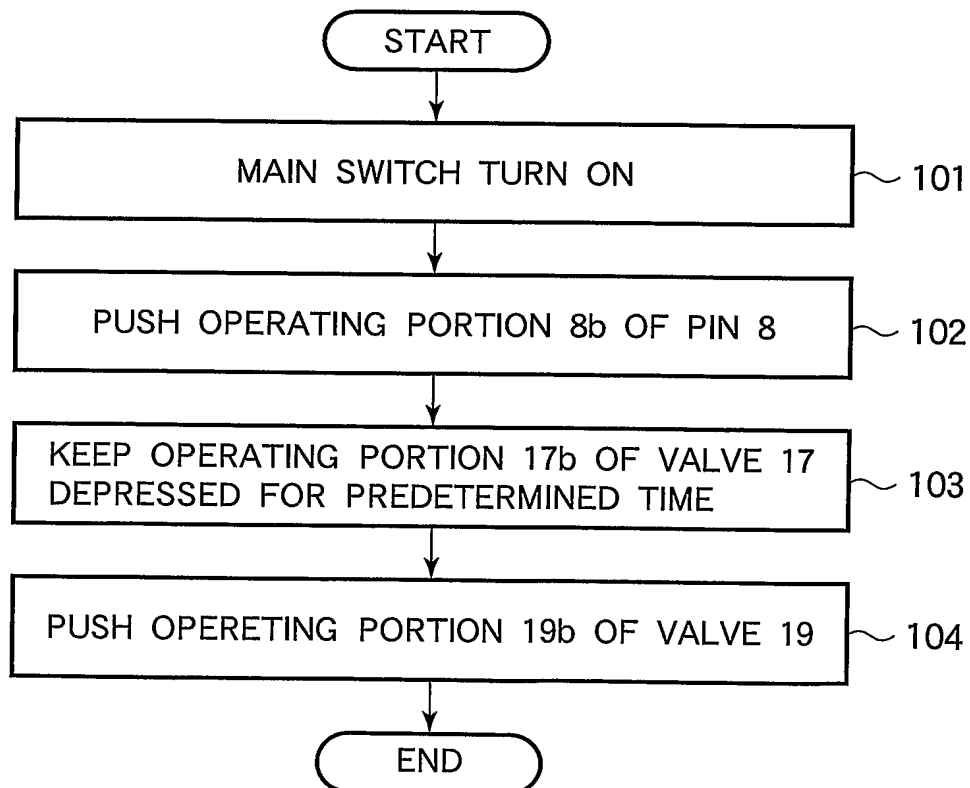 START
MAIN SWITCH TURN ON
101
PUSH OPERATING PORTION 8b OF PIN 8
102
KEEP OPERATING PORTION 17b OF VALVE 17
DEPRESSED FOR PREDETERMINED TIME
103
PUSH OPERETING PORTION 19b OF VALVE 19
104
END